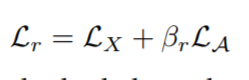 ℒ_r = ℒ_X + β_r ℒ_𝒜